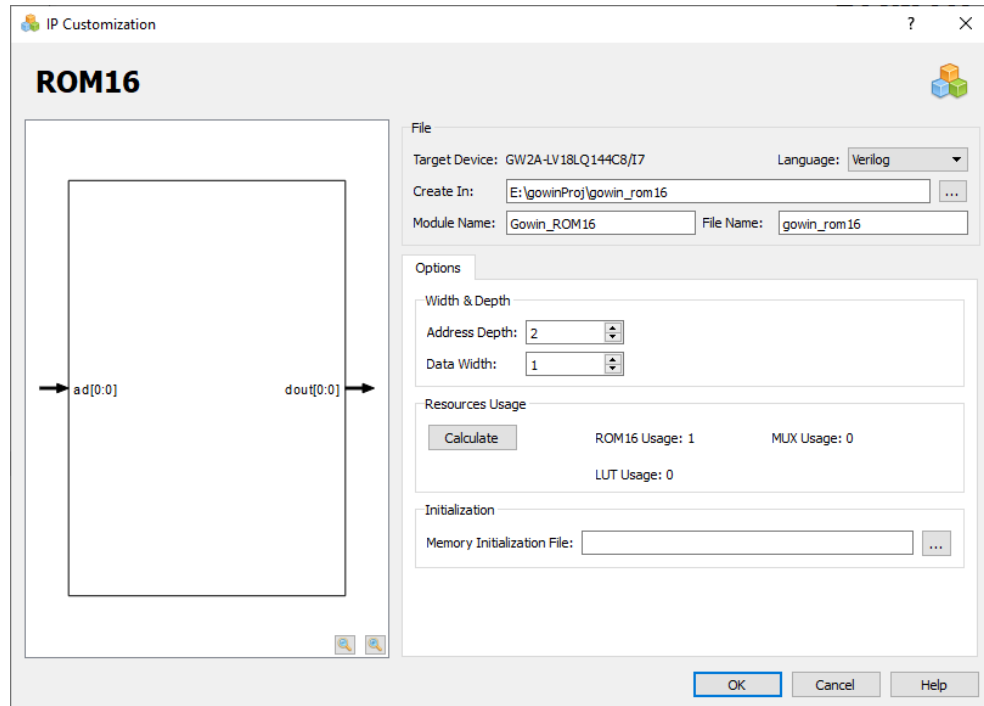 IP Customization
ROM16
ad[0:0]
dout[0:0]
File
Target Device: GW2A-LV18LQ144C8/I7 Language: Verilog
Create In: E:\gowinProj\gowin_rom16 ...
Module Name: Gowin_ROM16 File Name: gowin_rom16
Options
Width & Depth
Address Depth: 2
Data Width: 1
Resources Usage
Calculate ROM16 Usage: 1 MUX Usage: 0
LUT Usage: 0
Initialization
Memory Initialization File: ...
OK Cancel Help